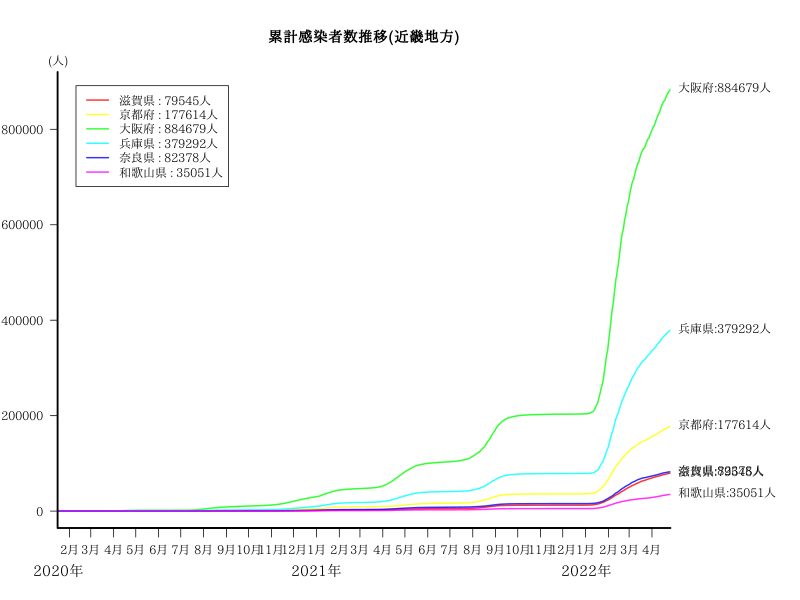 累計感染者数推移(近畿地方)
(人)
滋賀県 : 79545人
京都府 : 177614人
大阪府 : 884679人
兵庫県 : 379292人
奈良県 : 82378人
和歌山県 : 35051人
大阪府:884679人
800000
600000
400000
兵庫県:379292人
200000
京都府:177614人
和歌山県:35051人
0
2月 3月 4月 5月 6月 7月 8月 9月 10月 11月 12月 1月 2月 3月 4月 5月 6月 7月 8月 9月 10月 11月 12月 1月 2月 3月 4月
2020年 2021年 2022年